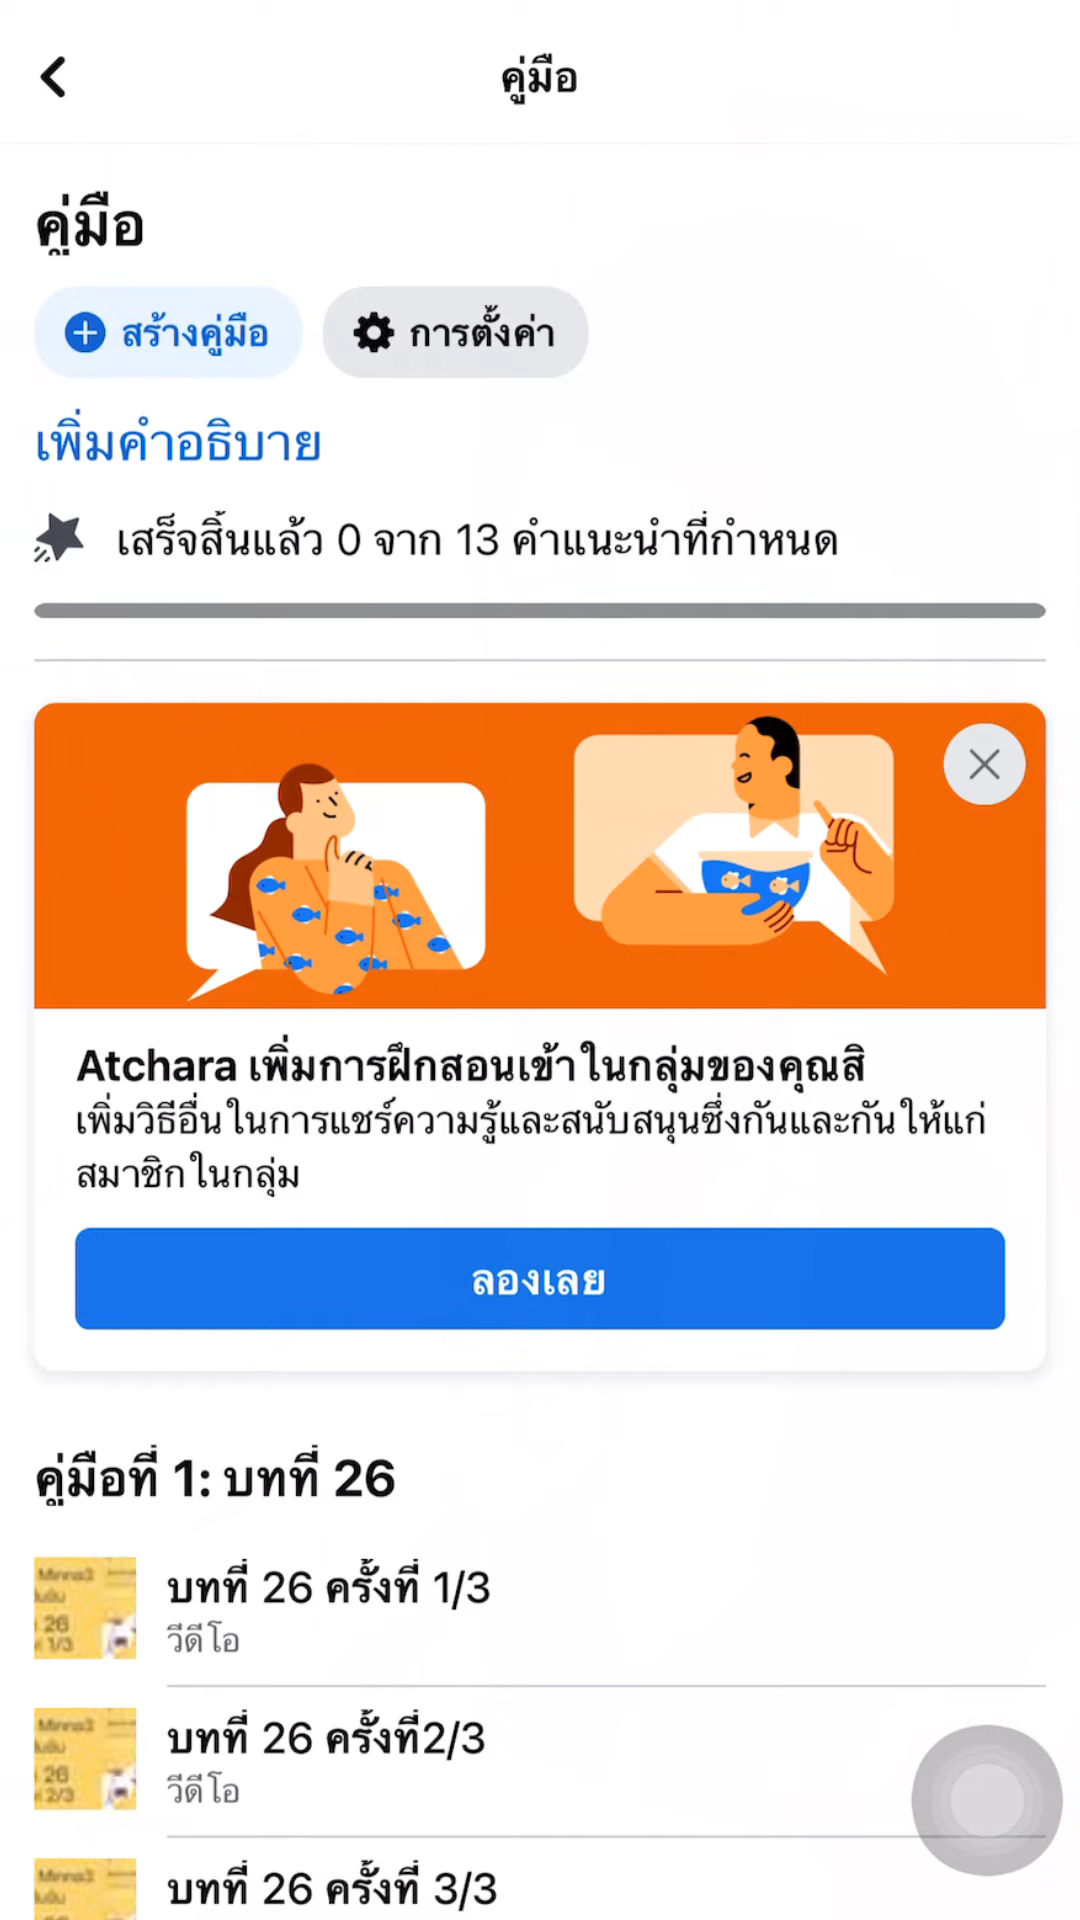 คู่มือ
คู่มือ
สร้างคู่มือ
การตั้งค่า
เพิ่มคำอธิบาย
เสร็จสิ้นแล้ว 0 จาก 13 คำแนะนำที่กำหนด
Atchara เพิ่มการฝึกสอนเข้าในกลุ่มของคุณสิ
เพิ่มวิธีอื่นในการแชร์ความรู้และสนับสนุนซึ่งกันและกันให้แก่
สมาชิกในกลุ่ม
ลองเลย
คู่มือที่ 1: บทที่ 26
Minna3
26
1/3
บทที่ 26 ครั้งที่ 1/3
วีดีโอ
Minna3
26
2/3
บทที่ 26 ครั้งที่2/3
วีดีโอ
Minna3
บทที่ 26 ครั้งที่ 3/3